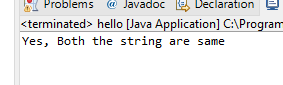 Problems @ Javadoc Declaration
<terminated> hello [Java Application] C:\Program
Yes, Both the string are same